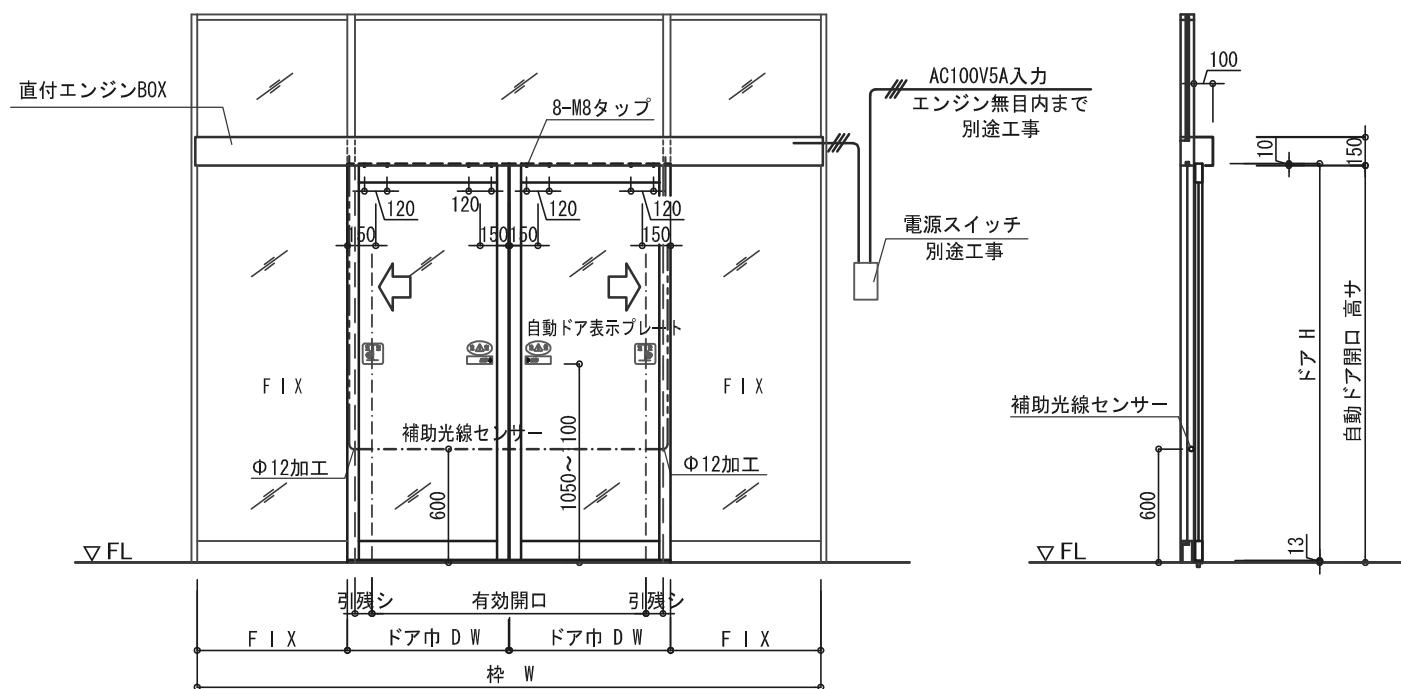 直付エンジンBOX
8-M8タップ
AC100V5A入力
エンジン無目内まで
別途工事
電源スイッチ
別途工事
120
120
120
120
150
150
150
150
自動ドア表示プレート
FIX
FIX
補助光線センサー
Φ12加工
Φ12加工
600
1050～1100
▽FL
引残シ
有効開口
引残シ
FIX
ドア巾 DW
ドア巾 DW
FIX
枠 W
100
10
150
ドア H
自動ドア開口 高サ
補助光線センサー
600
13
▽FL